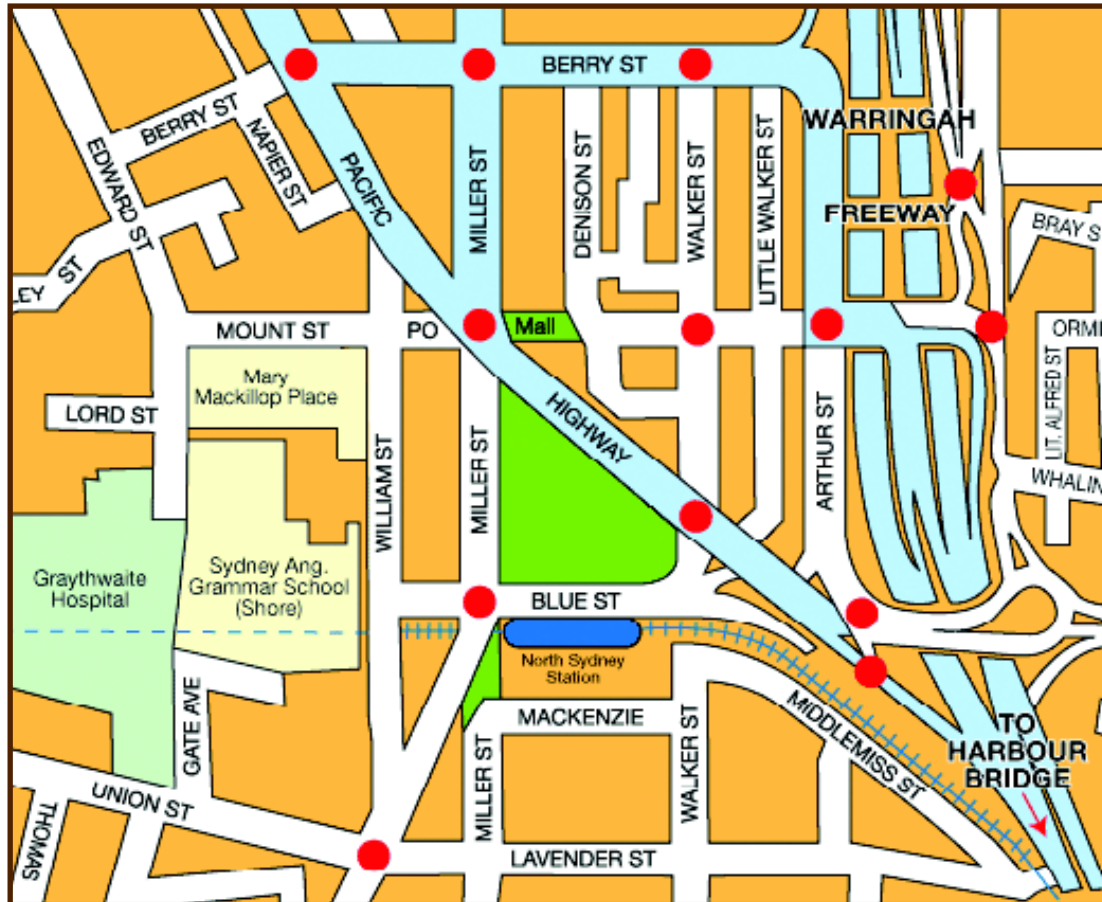 BERRY ST
BERRY ST
NAPIER ST
EDWARD ST
PACIFIC
MILLER ST
DENISON ST
WALKER ST
LITTLE WALKER ST
WARRINGAH
FREEWAY
BRAY S
LEY ST
MOUNT ST
PO
Mall
ORME
Mary
Mackillop Place
LORD ST
HIGHWAY
LIT. ALFRED ST
WHALIN
WILLIAM ST
MILLER ST
ARTHUR ST
Graythwaite
Hospital
Sydney Ang.
Grammar School
(Shore)
BLUE ST
North Sydney
Station
GATE AVE
MACKENZIE
MIDDLEMISS ST
TO
HARBOUR
BRIDGE
UNION ST
THOMAS
MILLER ST
WALKER ST
LAVENDER ST